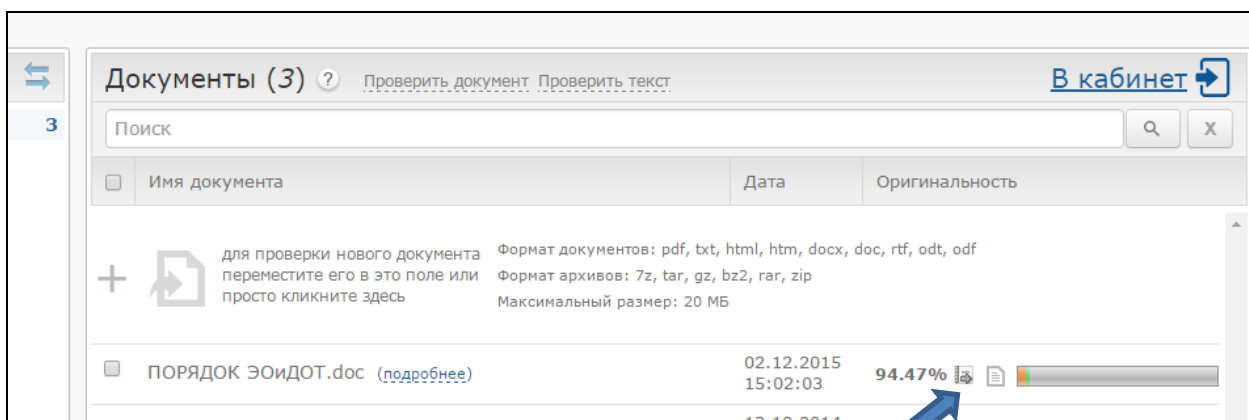 Документы (3) ? Проверить документ Проверить текст В кабинет
3
Поиск X
Имя документа Дата Оригинальность
для проверки нового документа
переместите его в это поле или
просто кликните здесь
Формат документов: pdf, txt, html, htm, docx, doc, rtf, odt, odf
Формат архивов: 7z, tar, gz, bz2, rar, zip
Максимальный размер: 20 МБ
ПОРЯДОК ЭОиДОТ.doc (подробнее)
02.12.2015
15:02:03
94.47%